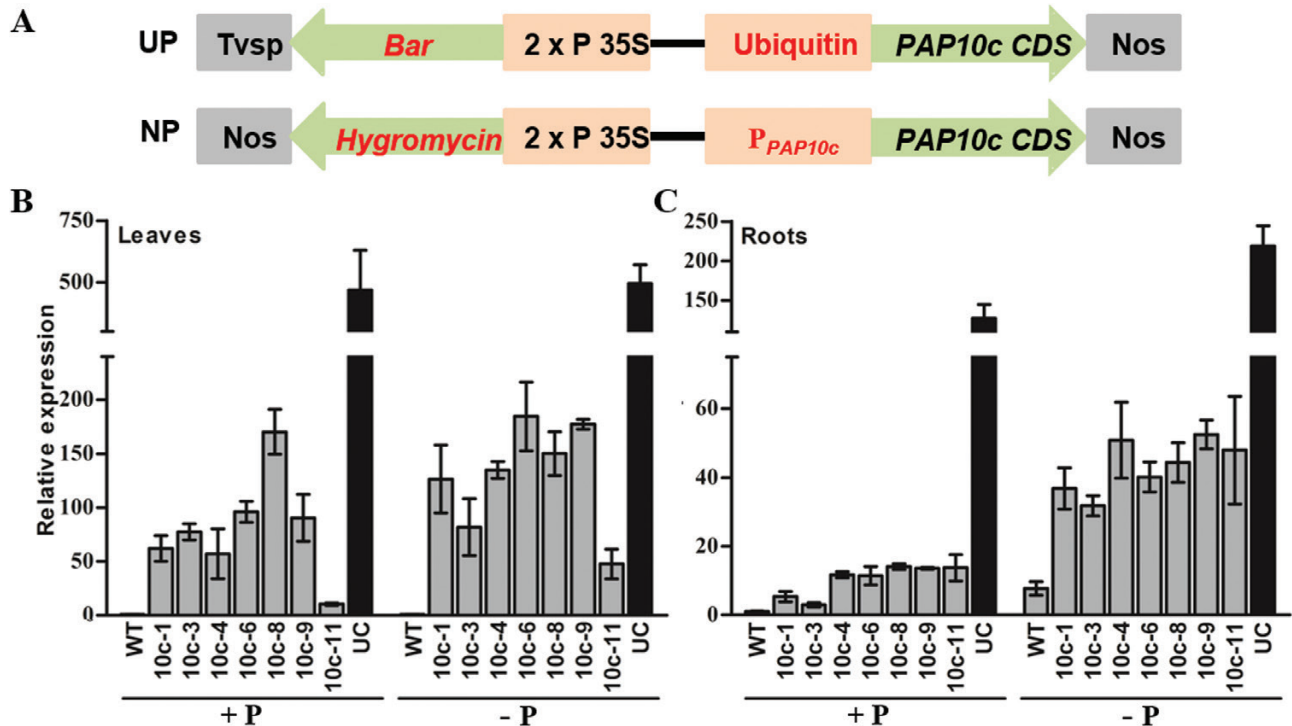 A
UP Tvsp Bar 2 x P 35S Ubiquitin PAP10c CDS Nos
NP Nos Hygromycin 2 x P 35S P PAP10c PAP10c CDS Nos
B
Leaves
Relative expression
750
500
200
150
100
50
0
WT 10c-1 10c-3 10c-4 10c-6 10c-8 10c-9 10c-11 UC WT 10c-1 10c-3 10c-4 10c-6 10c-8 10c-9 10c-11 UC
+ P - P
C
Roots
250
200
150
60
40
20
0
WT 10c-1 10c-3 10c-4 10c-6 10c-8 10c-9 10c-11 UC WT 10c-1 10c-3 10c-4 10c-6 10c-8 10c-9 10c-11 UC
+ P - P